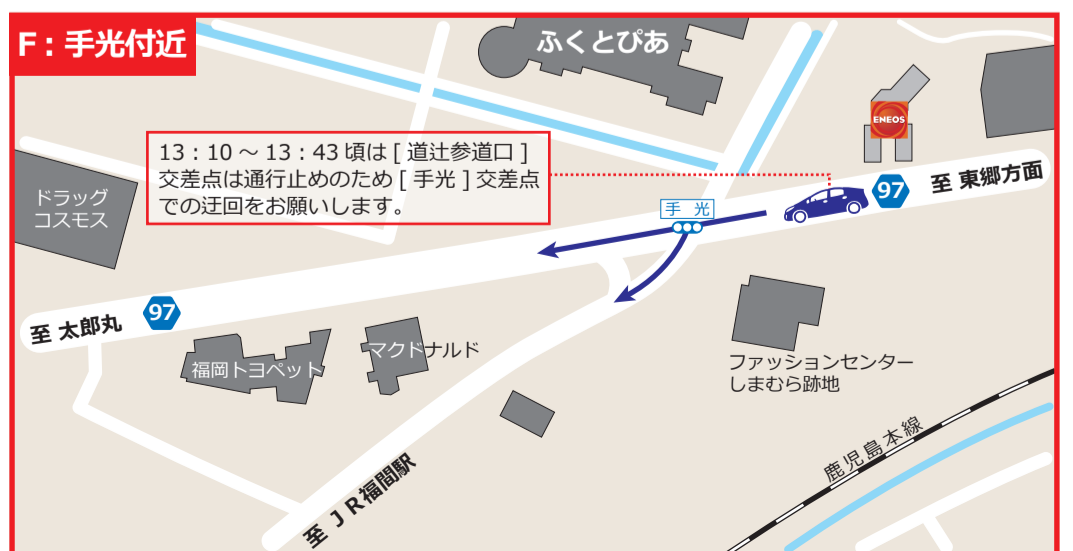 F：手光付近
ふくとぴあ
ENEOS
13：10 ～ 13：43 頃は [ 道辻参道口 ]
交差点は通行止めのため [ 手光 ] 交差点
での迂回をお願いします。
ドラッグ
コスモス
手 光
97
至 東郷方面
至 太郎丸
97
福岡トヨペット
マクドナルド
ファッションセンター
しまむら跡地
鹿児島本線
至 ＪＲ福間駅